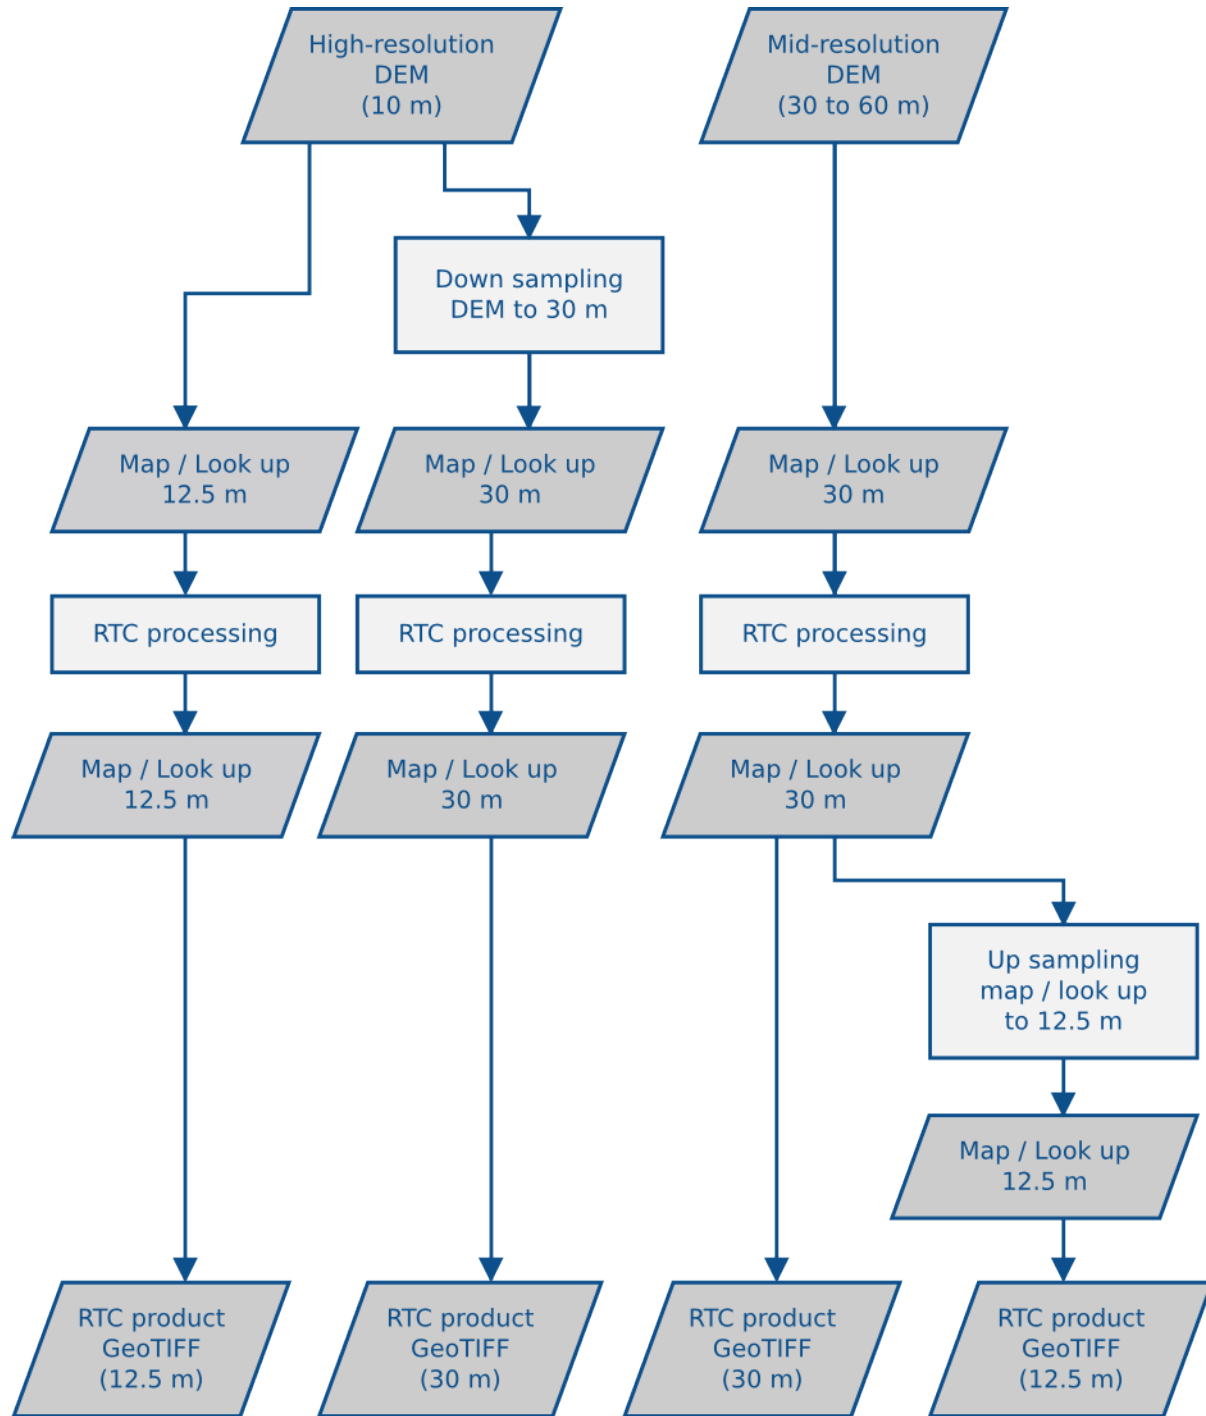 High-resolution
DEM
(10 m)
Mid-resolution
DEM
(30 to 60 m)
Down sampling
DEM to 30 m
Map / Look up
12.5 m
Map / Look up
30 m
Map / Look up
30 m
RTC processing
RTC processing
RTC processing
Map / Look up
12.5 m
Map / Look up
30 m
Map / Look up
30 m
Up sampling
map / look up
to 12.5 m
Map / Look up
12.5 m
RTC product
GeoTIFF
(12.5 m)
RTC product
GeoTIFF
(30 m)
RTC product
GeoTIFF
(30 m)
RTC product
GeoTIFF
(12.5 m)